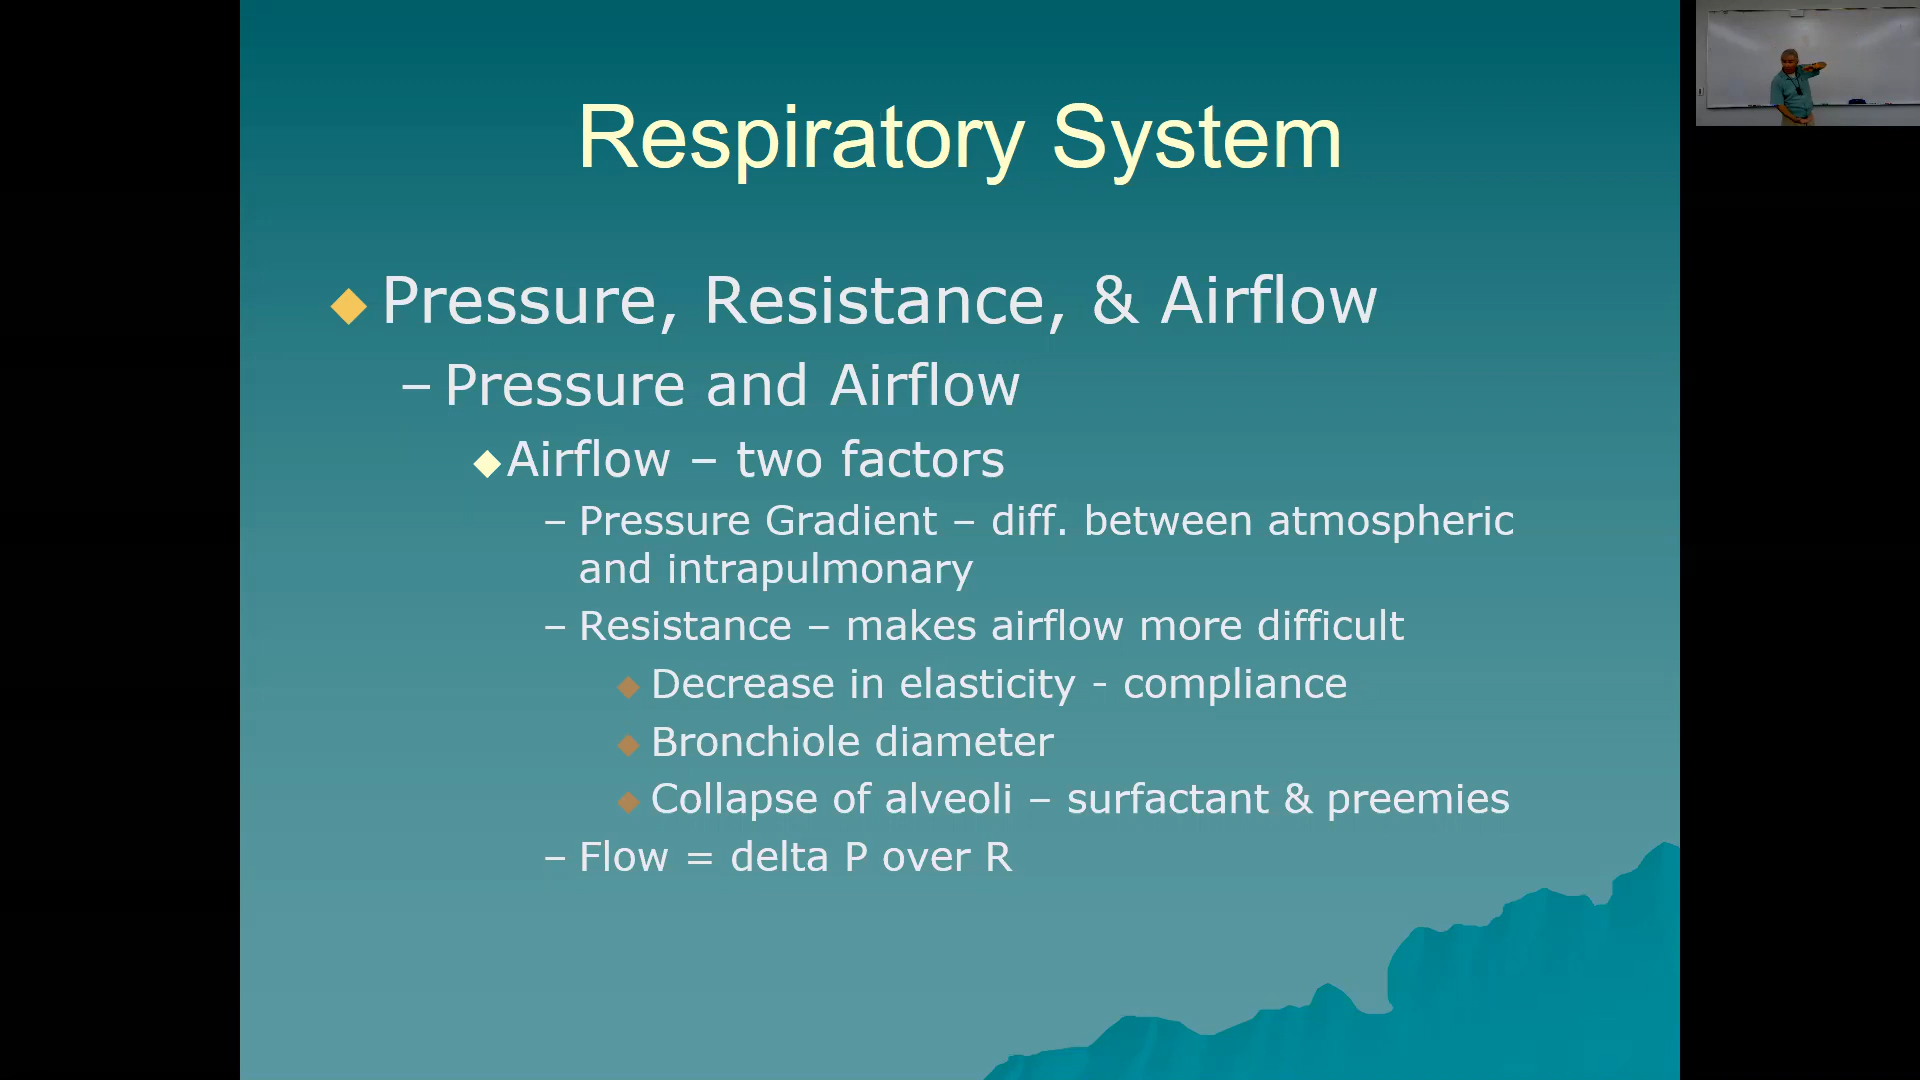 Respiratory System
Pressure, Resistance, & Airflow
– Pressure and Airflow
Airflow – two factors
– Pressure Gradient – diff. between atmospheric
and intrapulmonary
– Resistance – makes airflow more difficult
Decrease in elasticity - compliance
Bronchiole diameter
Collapse of alveoli – surfactant & preemies
– Flow = delta P over R